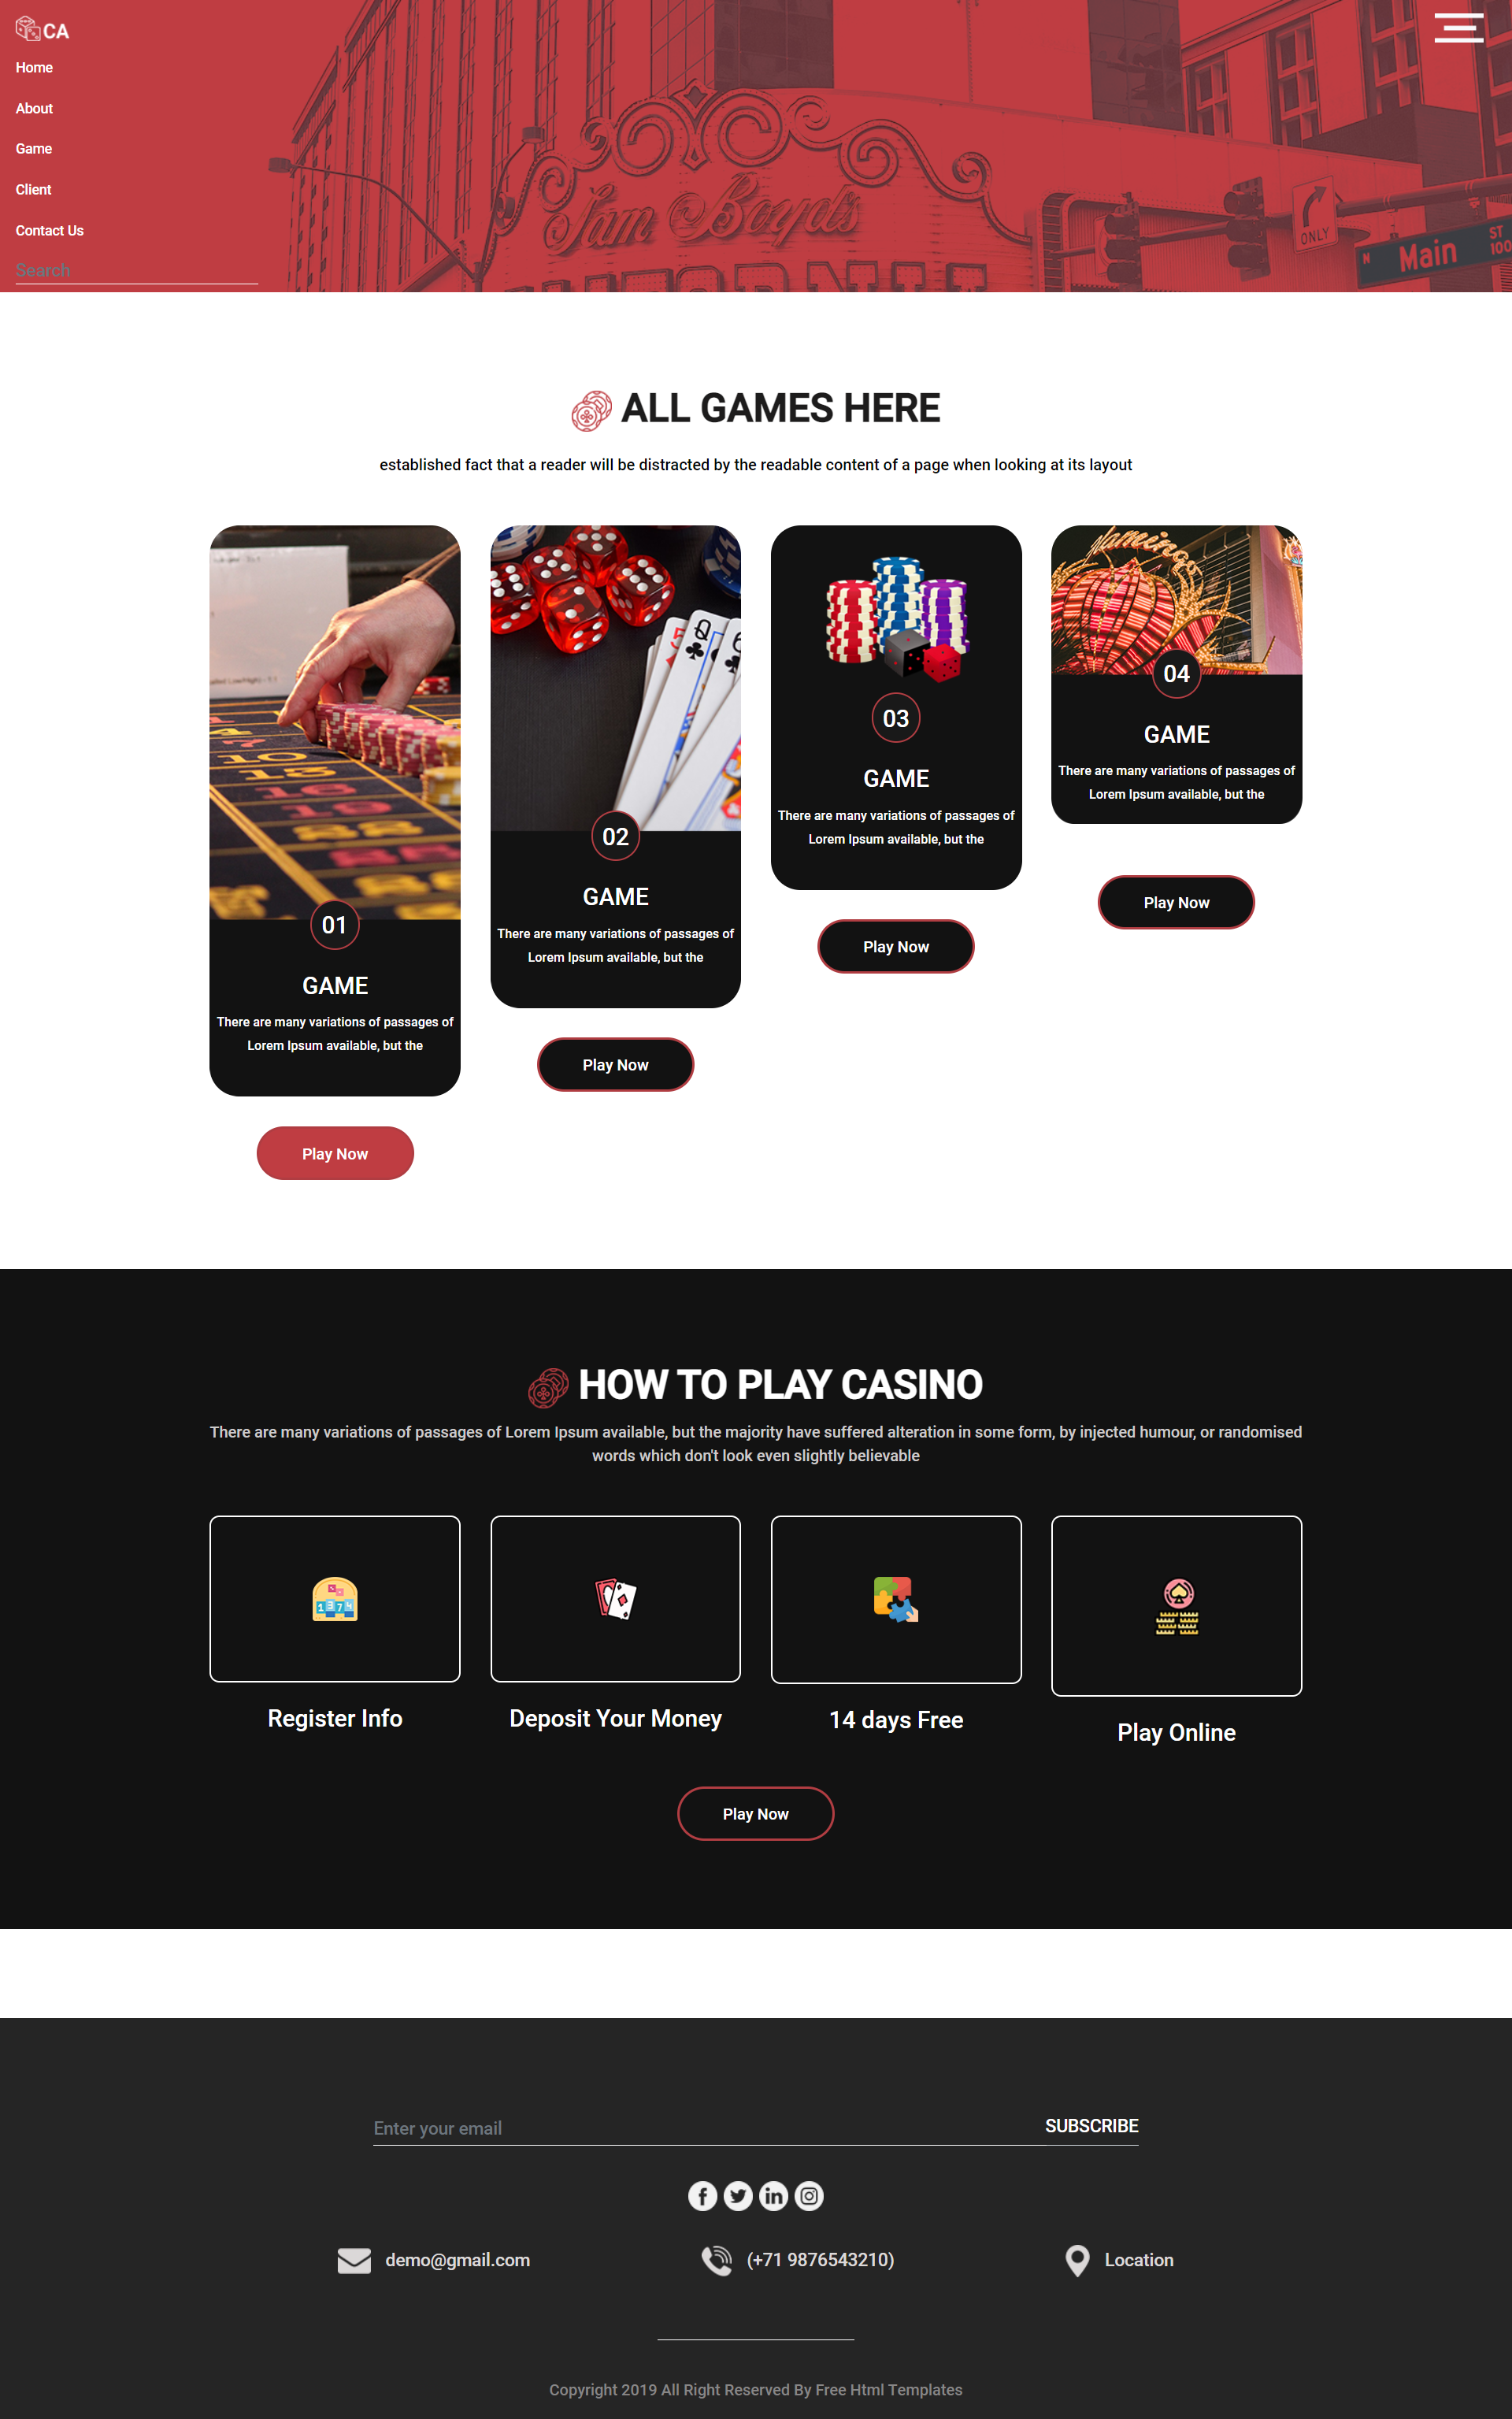 CA
Home
About
Game
Client
Contact Us
Search
Sam Boyd's
ONLY
N Main ST
100
ALL GAMES HERE
established fact that a reader will be distracted by the readable content of a page when looking at its layout
01
GAME
There are many variations of passages of
Lorem Ipsum available, but the
Play Now
02
GAME
There are many variations of passages of
Lorem Ipsum available, but the
Play Now
03
GAME
There are many variations of passages of
Lorem Ipsum available, but the
Play Now
04
GAME
There are many variations of passages of
Lorem Ipsum available, but the
Play Now
HOW TO PLAY CASINO
There are many variations of passages of Lorem Ipsum available, but the majority have suffered alteration in some form, by injected humour, or randomised
words which don't look even slightly believable
Register Info
Deposit Your Money
14 days Free
Play Online
Play Now
Enter your email
SUBSCRIBE
demo@gmail.com
(+71 9876543210)
Location
Copyright 2019 All Right Reserved By Free Html Templates